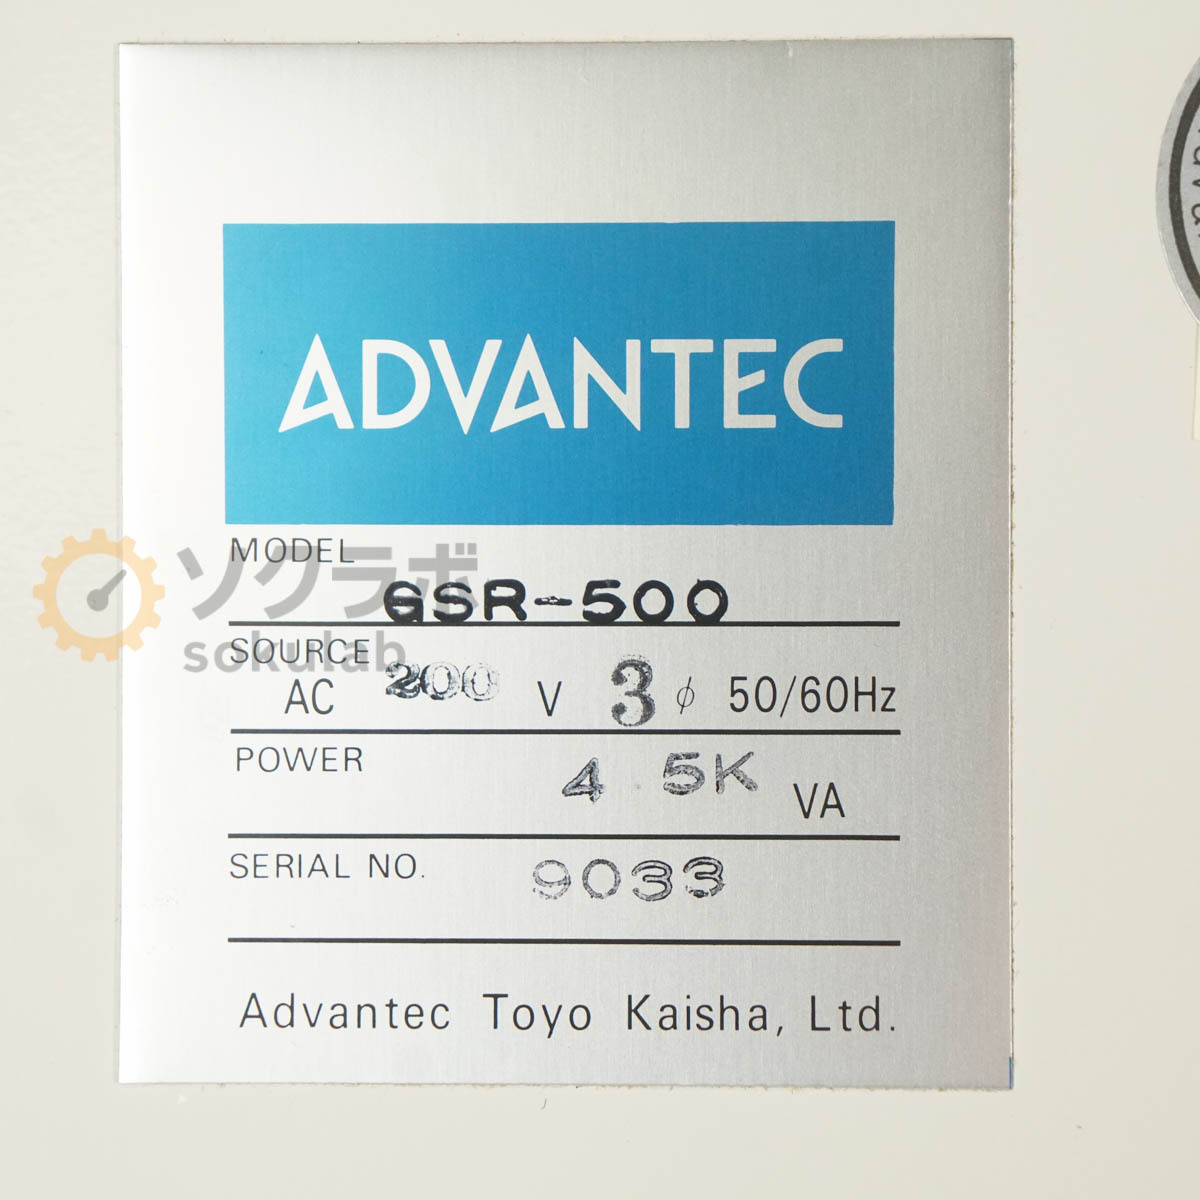 ADVANTEC
MODEL
GSR-500
SOURCE
AC 200 V 3 φ 50/60Hz
POWER
4 5K VA
SERIAL NO. 9033
Advantec Toyo Kaisha, Ltd.
ソクラボ
sokulab